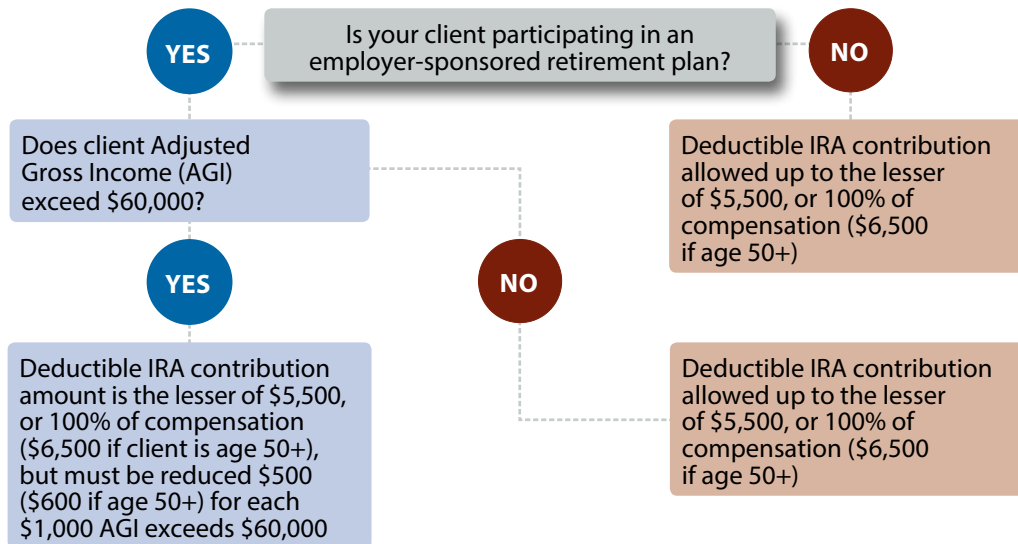 Is your client participating in an
employer-sponsored retirement plan?
YES
NO
Does client Adjusted
Gross Income (AGI)
exceed $60,000?
Deductible IRA contribution
allowed up to the lesser
of $5,500, or 100% of
compensation ($6,500
if age 50+)
YES
NO
Deductible IRA contribution
amount is the lesser of $5,500,
or 100% of compensation
($6,500 if client is age 50+),
but must be reduced $500
($600 if age 50+) for each
$1,000 AGI exceeds $60,000
Deductible IRA contribution
allowed up to the lesser
of $5,500, or 100% of
compensation ($6,500
if age 50+)